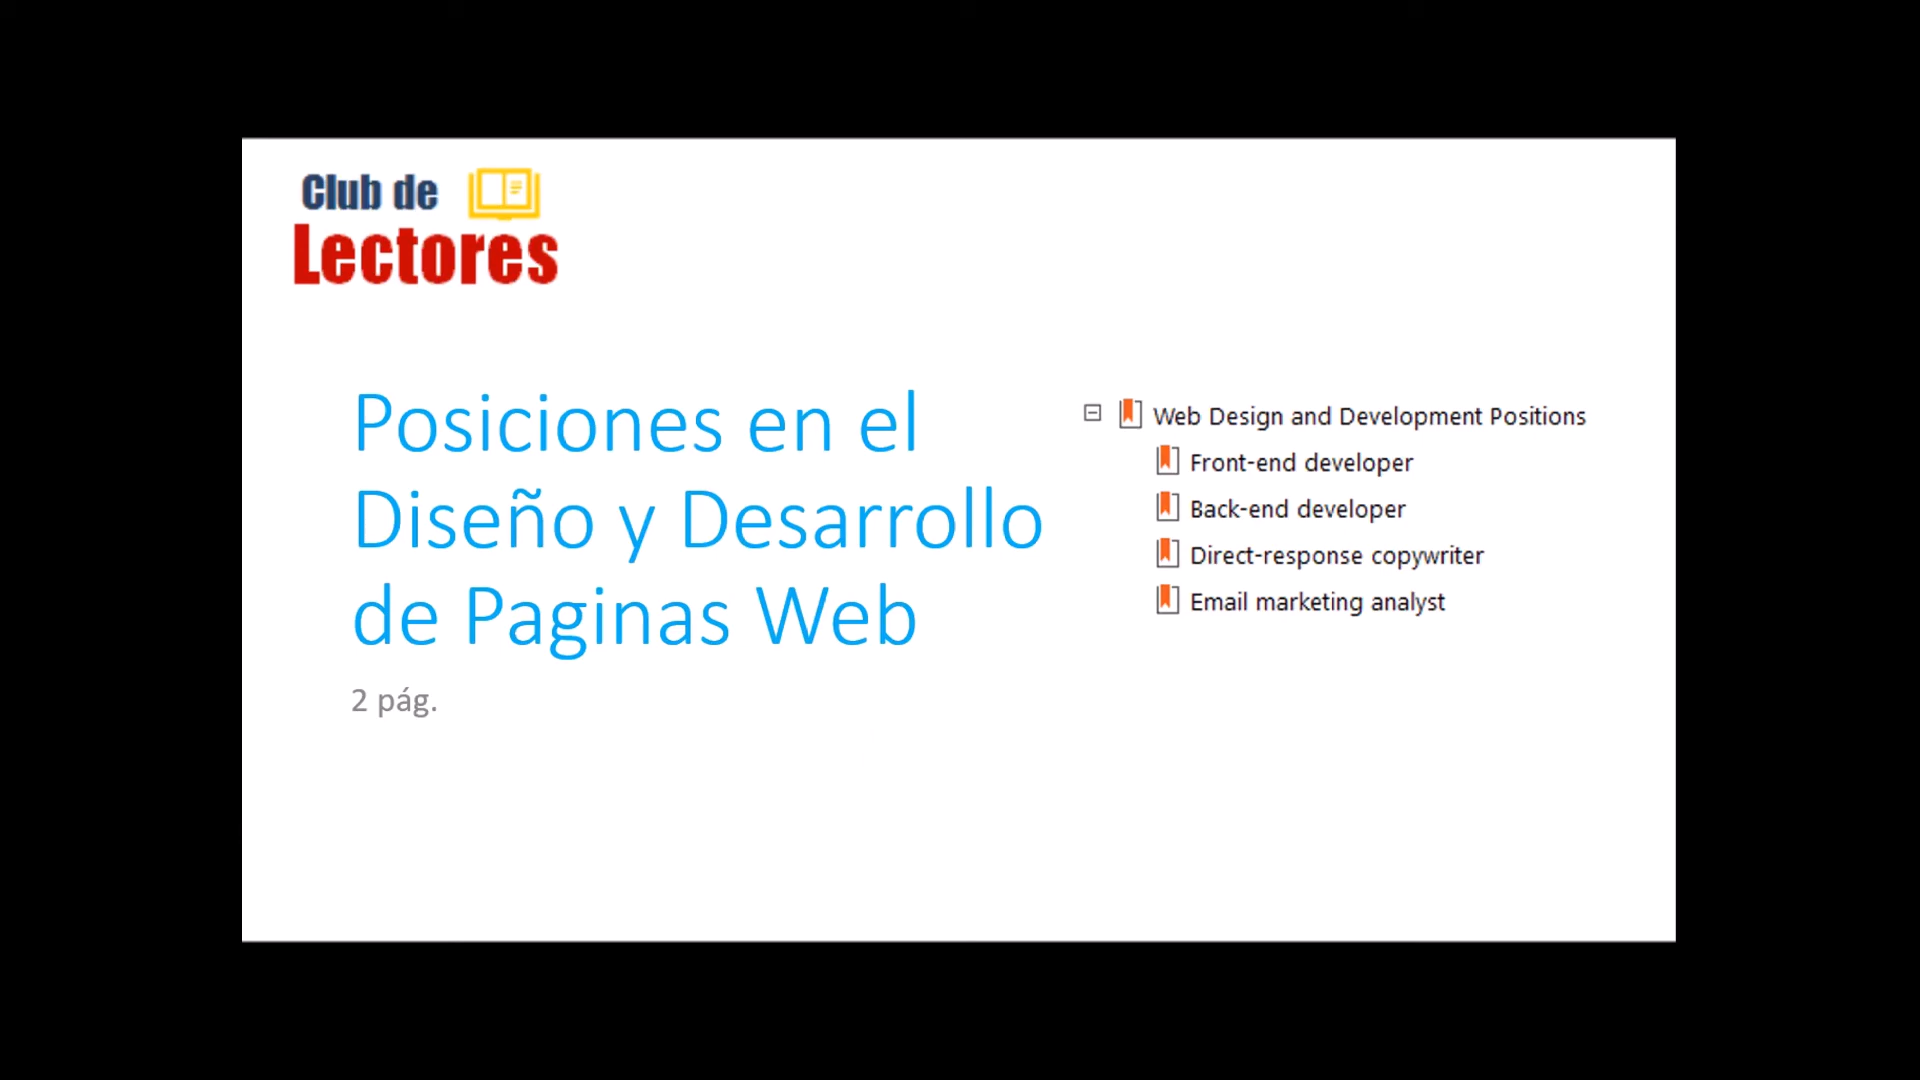 Club de
Lectores
Posiciones en el
Diseño y Desarrollo
de Paginas Web
2 pág.
Web Design and Development Positions
Front-end developer
Back-end developer
Direct-response copywriter
Email marketing analyst